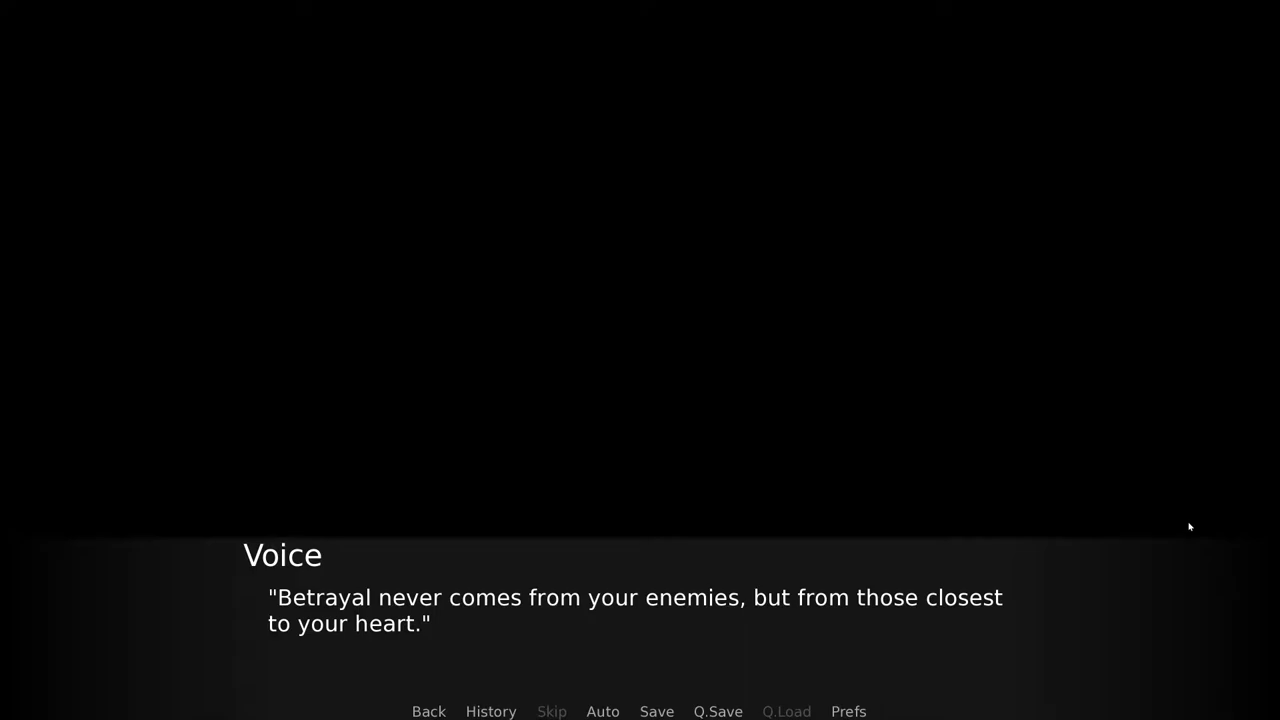 Voice
"Betrayal never comes from your enemies, but from those closest
to your heart."
Back History Skip Auto Save Q.Save Q.Load Prefs